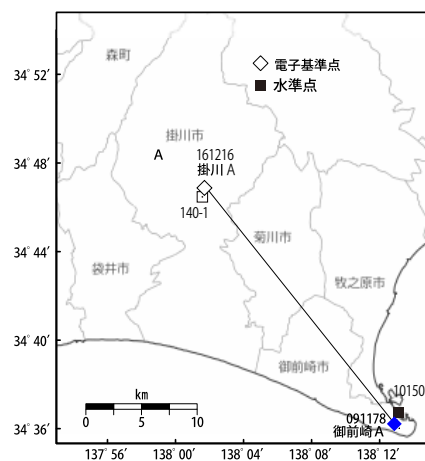 34° 52'
34° 48'
34° 44'
34° 40'
34° 36'
森町
電子基準点
水準点
掛川市
A
161216
掛川 A
140-1
菊川市
袋井市
牧之原市
御前崎市
10150
091178
御前崎 A
km
0 5 10
137° 56' 138° 00' 138° 04' 138° 08' 138° 12'